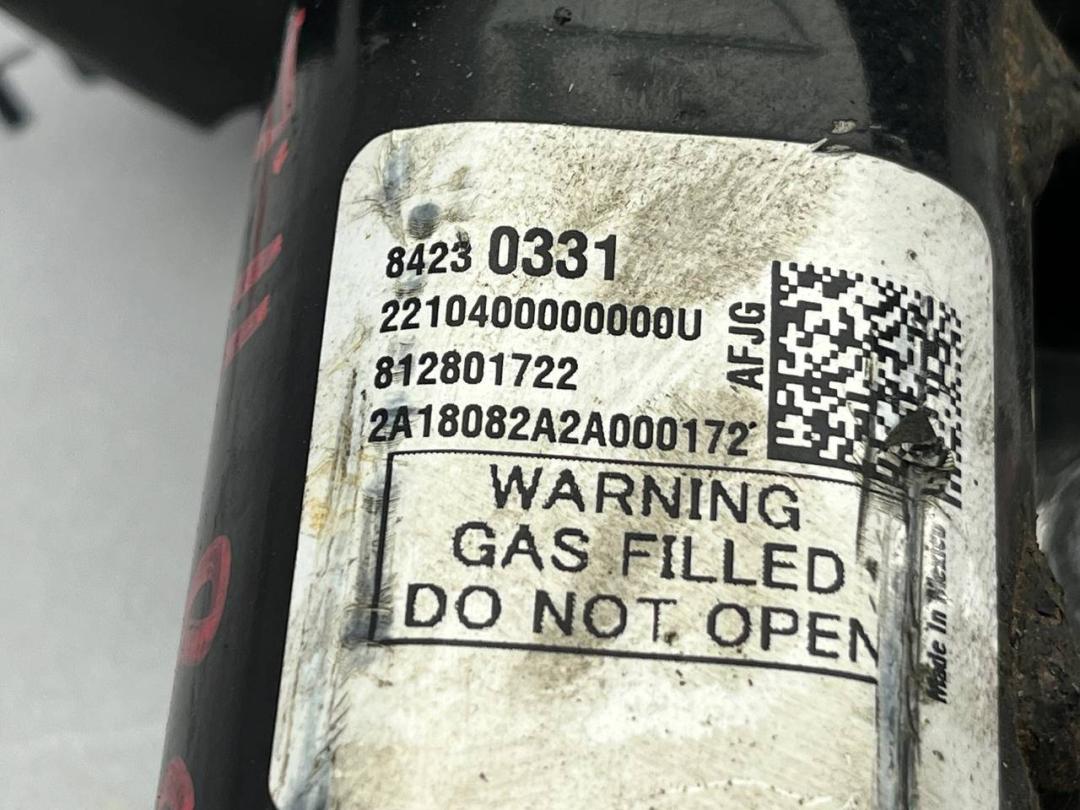 8423 0331
2210400000000U
812801722
2A18082A2A000172
AFJG
WARNING
GAS FILLED
DO NOT OPEN
Made In Mexico